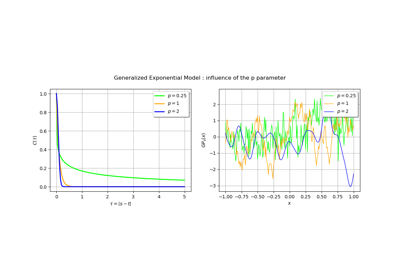 Generalized Exponential Model : influence of the p parameter
1.0
0.8
0.6
0.4
0.2
0.0
C(τ)
0
1
2
3
4
5
τ = |s − t|
p = 0.25
p = 1
p = 2
2
1
0
−1
−2
−3
−1.00
−0.75
−0.50
−0.25
0.00
0.25
0.50
0.75
1.00
x
p = 0.25
p = 1
p = 2